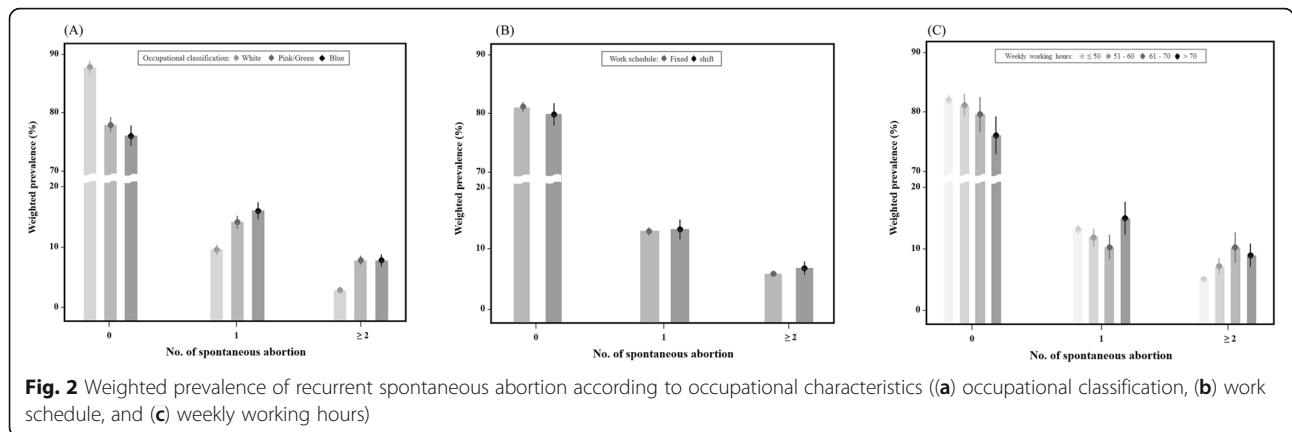 (A)
Occupational classification: White Pink/Green Blue
Weighted prevalence (%)
90
80
70
20
10
0
0 1 ≥ 2
No. of spontaneous abortion
(B)
Work schedule: Fixed shift
Weighted prevalence (%)
90
80
70
20
10
0
0 1 ≥ 2
No. of spontaneous abortion
(C)
Weekly working hours: ≤ 50 51 - 60 61 - 70 > 70
Weighted prevalence (%)
90
80
70
20
10
0
0 1 ≥ 2
No. of spontaneous abortion
Fig. 2 Weighted prevalence of recurrent spontaneous abortion according to occupational characteristics ((a) occupational classification, (b) work
schedule, and (c) weekly working hours)